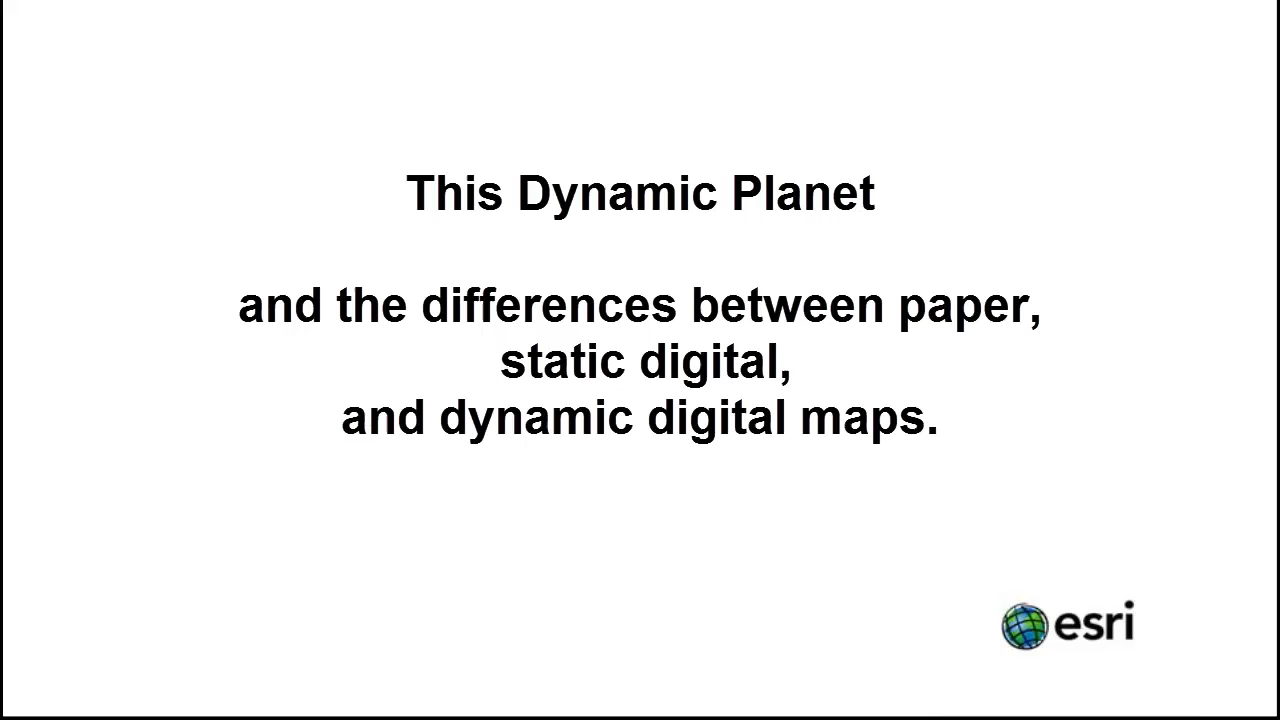 This Dynamic Planet
and the differences between paper,
static digital,
and dynamic digital maps.
esri